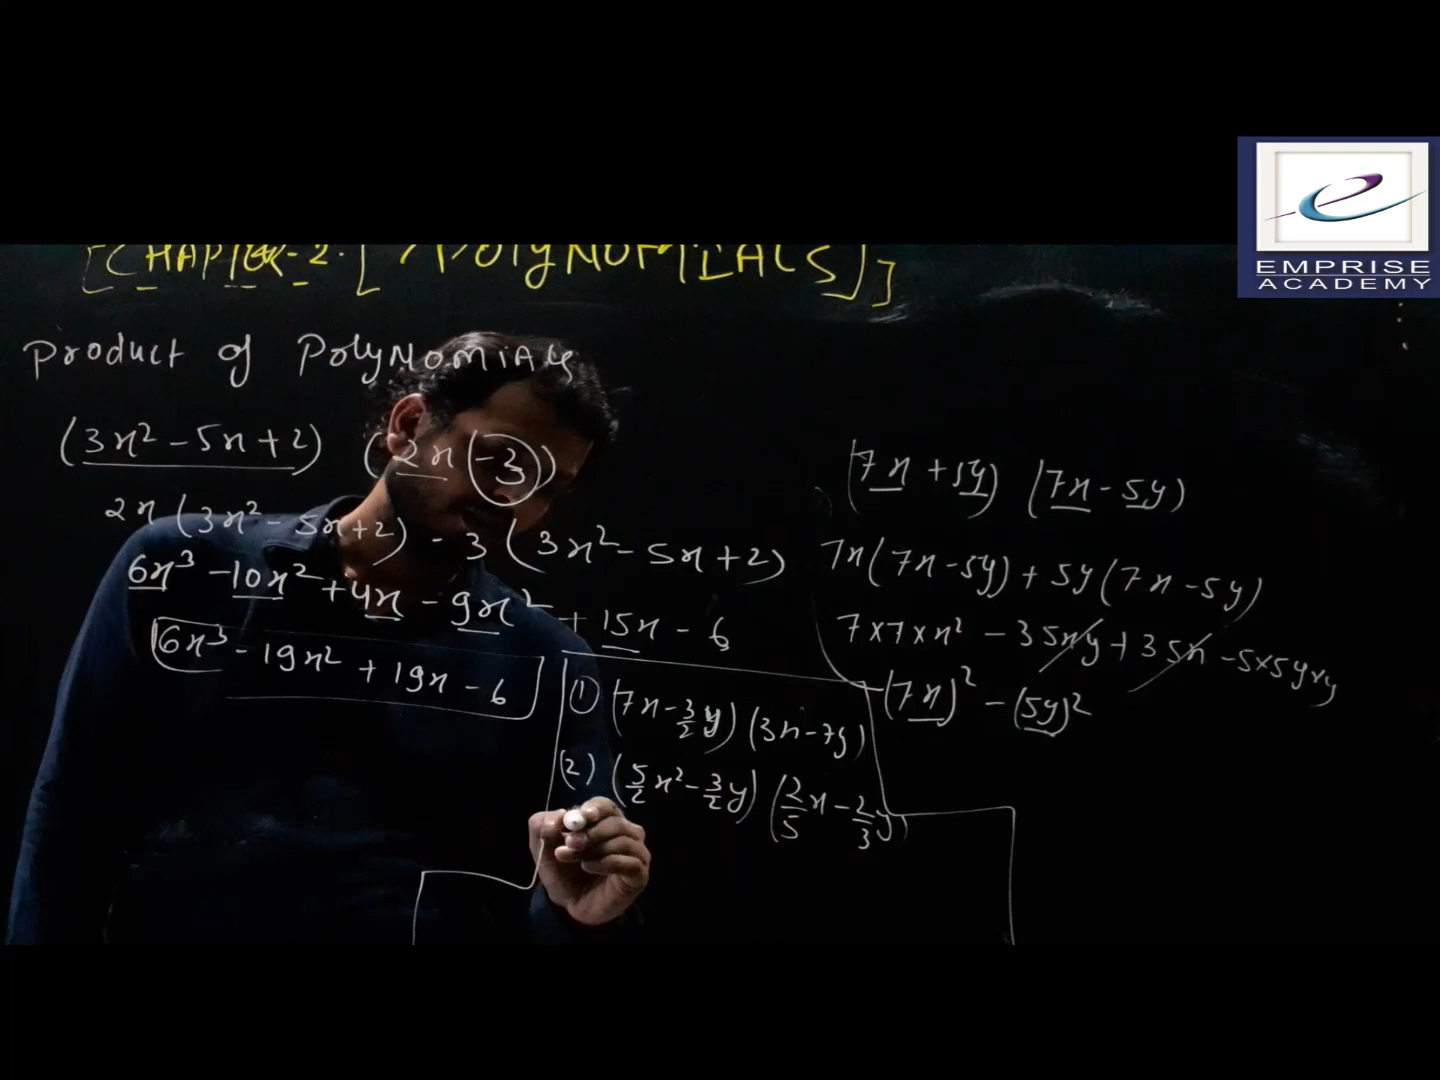 [CHAPTER-2. [POlyNOMIALS]]
EMPRISE
ACADEMY
Product of PolyNomiAls
(3x² - 5x + 2) (2x - 3)
2x (3x² - 5x + 2) - 3 (3x² - 5x + 2)
6x³ - 10x² + 4x - 9x² + 15x - 6
6x³ - 19x² + 19x - 6
(7x + 5y) (7x - 5y)
7x(7x - 5y) + 5y(7x - 5y)
7×7×x² - 35xy + 35x - 5×5y×y
(7x)² - (5y)²
1) (7x - 3/2 y) (3x - 7y)
(2) (5/2 x² - 3/2 y) (2/5 x - 2/3 y)